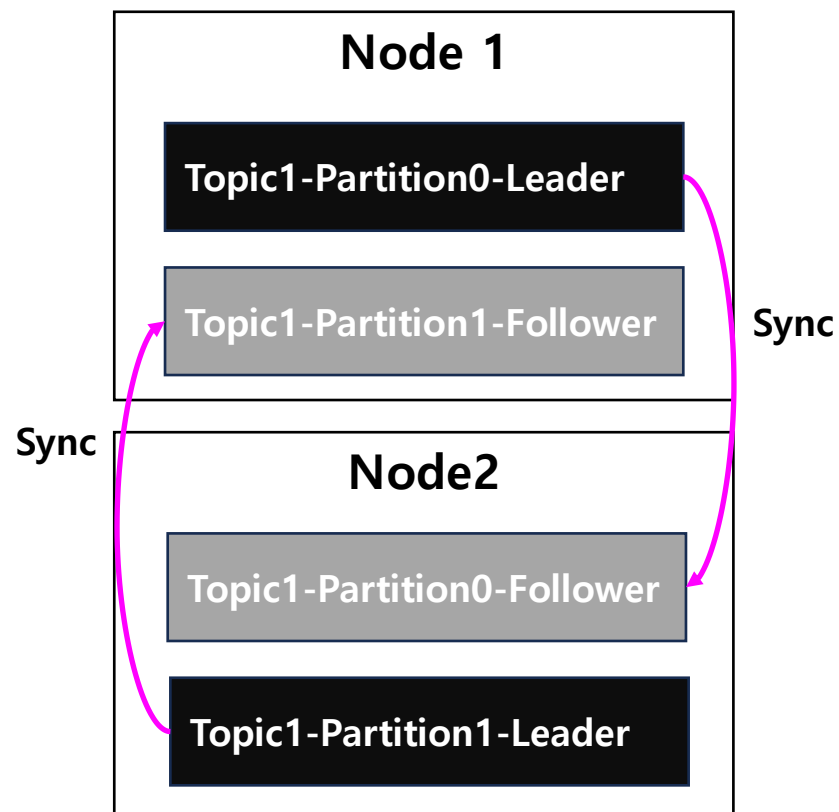 Node 1
Topic1-Partition0-Leader
Topic1-Partition1-Follower
Sync
Sync
Node2
Topic1-Partition0-Follower
Topic1-Partition1-Leader